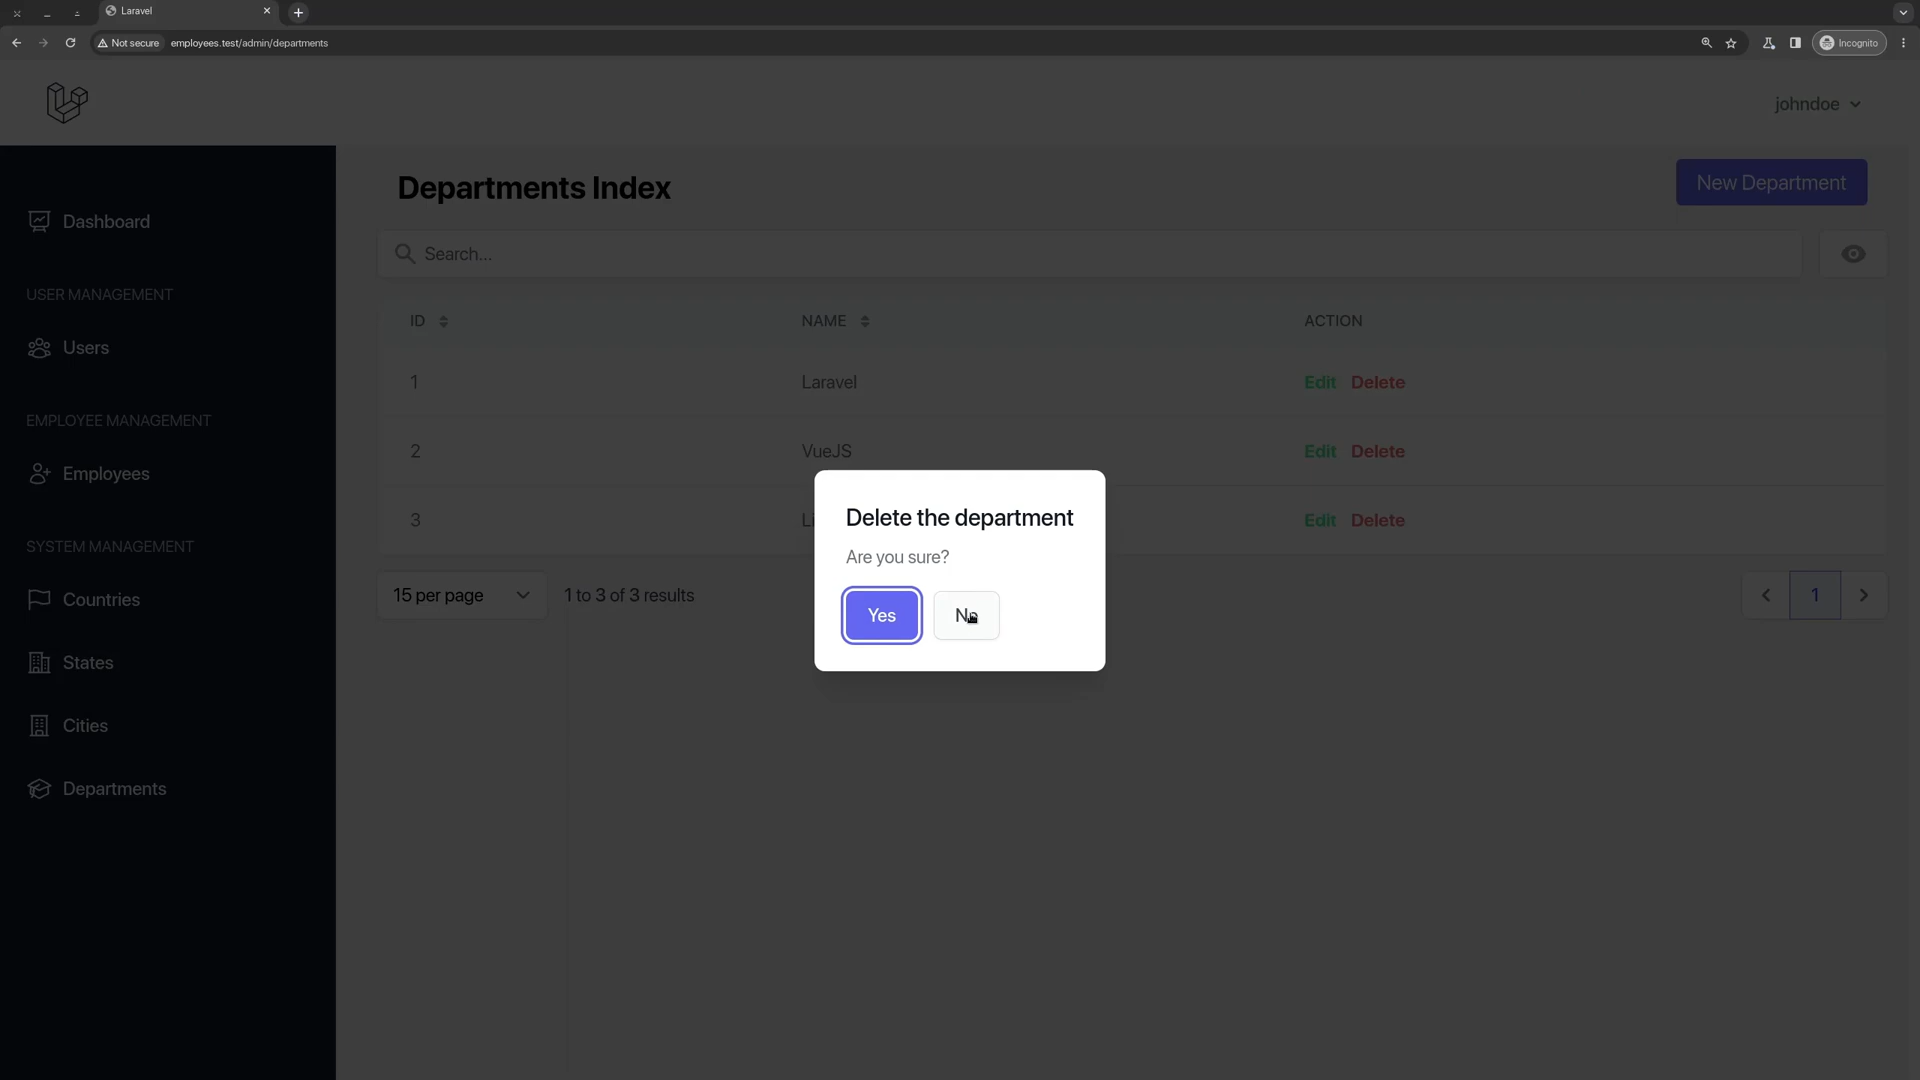 Laravel
Not secure employees.test/admin/departments
Incognito
johndoe
Departments Index
New Department
Dashboard
Search...
USER MANAGEMENT
ID NAME ACTION
Users
1 Laravel Edit Delete
EMPLOYEE MANAGEMENT
2 VueJS Edit Delete
Employees
3 Edit Delete
Delete the department
Are you sure?
Yes
SYSTEM MANAGEMENT
15 per page 1 to 3 of 3 results
1
Countries
States
Cities
Departments